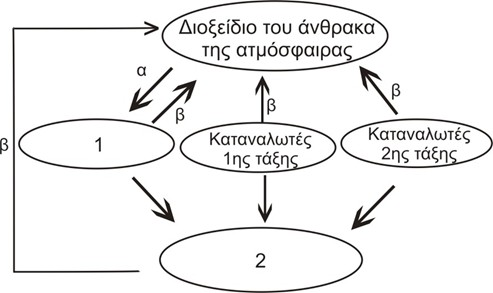 Διοξείδιο του άνθρακα
της ατμόσφαιρας
α
β
β
β
β
1
Καταναλωτές
1ης τάξης
Καταναλωτές
2ης τάξης
2